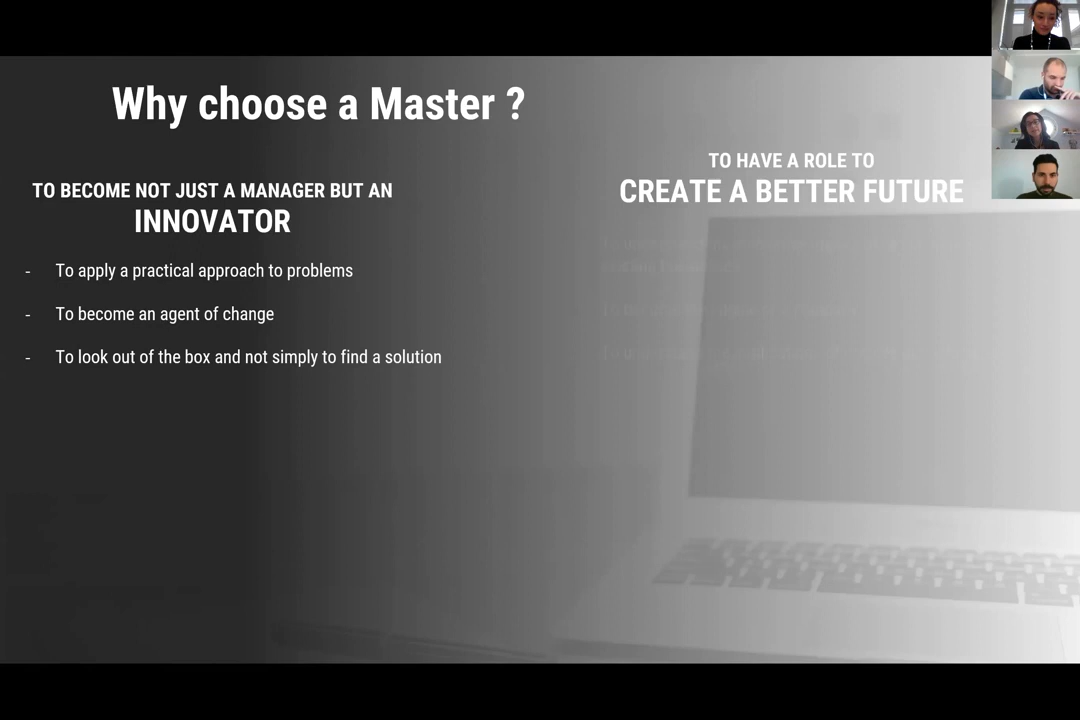 Why choose a Master ?
TO BECOME NOT JUST A MANAGER BUT AN
INNOVATOR
- To apply a practical approach to problems
- To become an agent of change
- To look out of the box and not simply to find a solution
TO HAVE A ROLE TO
CREATE A BETTER FUTURE